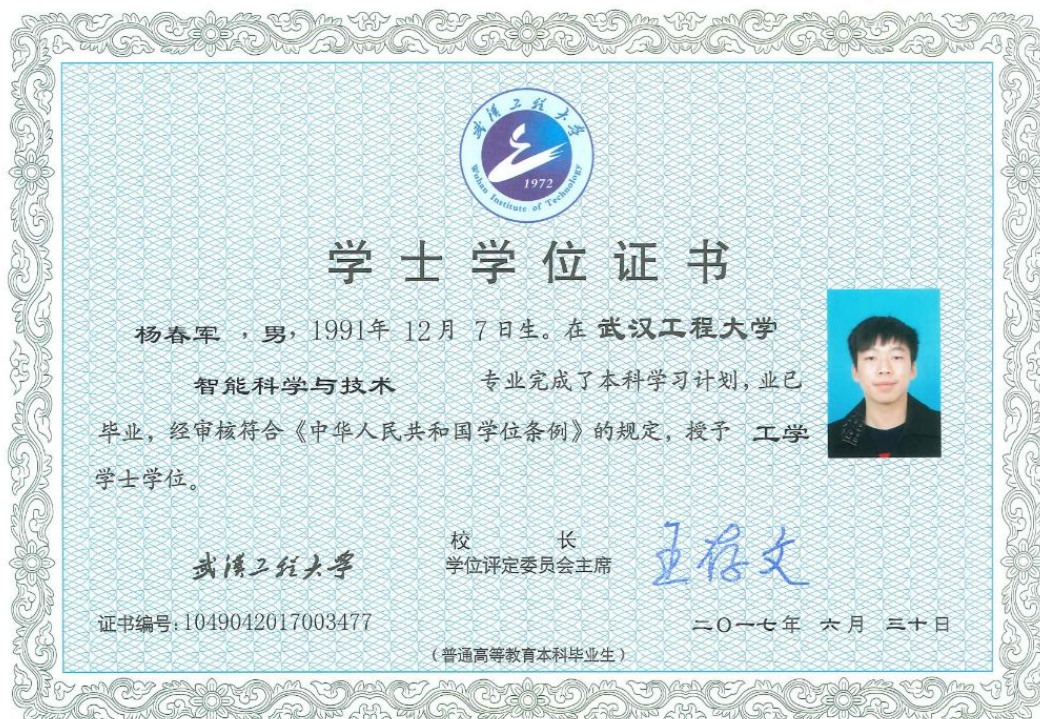 武汉工程大学
1972
Wuhan Institute of Technology
学士学位证书
杨春军，男，1991年 12月 7日生。在 武汉工程大学
智能科学与技术 专业完成了本科学习计划，业已
毕业，经审核符合《中华人民共和国学位条例》的规定，授予 工学
学士学位。
武汉工程大学
校长
学位评定委员会主席
王存文
证书编号：1049042017003477
二〇一七年 六月 三十日
（普通高等教育本科毕业生）